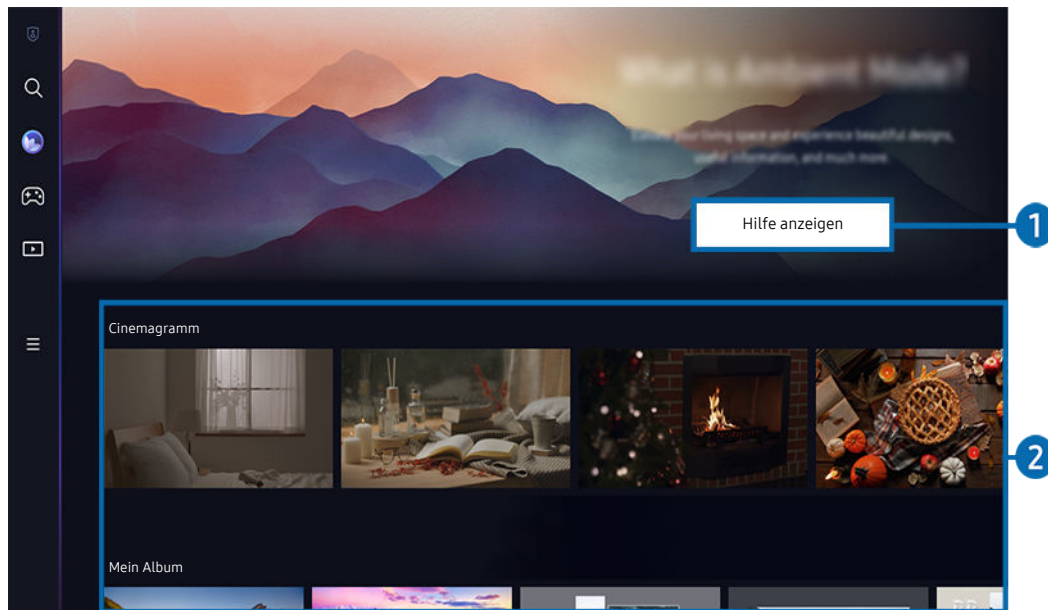 What is Ambient Mode?
your living space and experience beautiful designs,
useful information, and much more.
Hilfe anzeigen
1
Cinemagramm
2
Mein Album